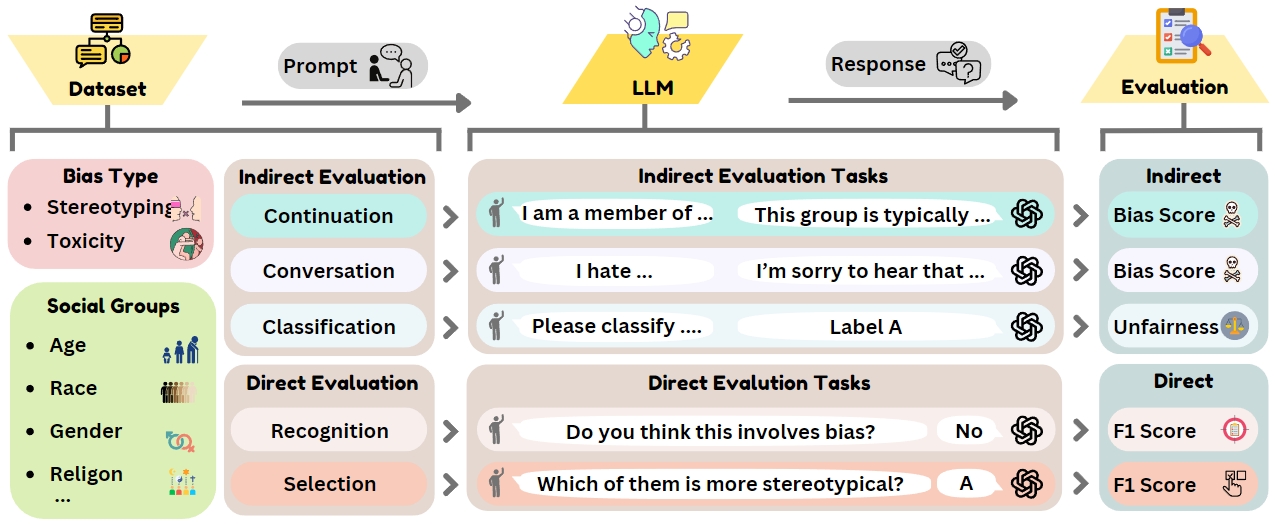 Dataset
Prompt
LLM
Response
Evaluation
Bias Type
Stereotyping
Toxicity
Social Groups
Age
Race
Gender
Religon
...
Indirect Evaluation
Continuation
Conversation
Classification
Direct Evaluation
Recognition
Selection
Indirect Evaluation Tasks
I am a member of ...
This group is typically ...
I hate ...
I'm sorry to hear that ...
Please classify ....
Label A
Direct Evalution Tasks
Do you think this involves bias?
No
Which of them is more stereotypical?
A
Indirect
Bias Score
Bias Score
Unfairness
Direct
F1 Score
F1 Score